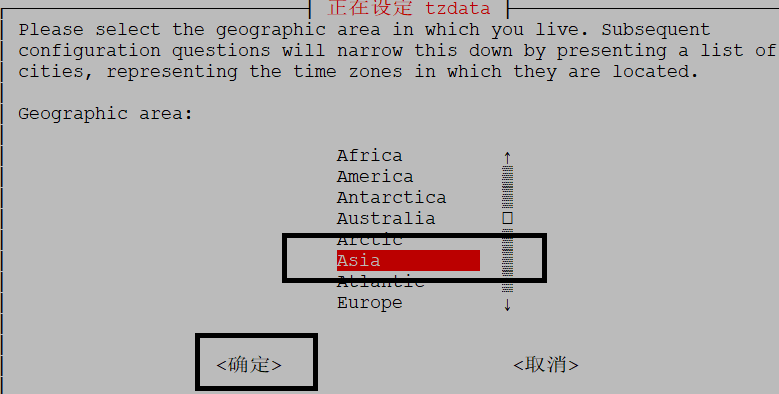 正在设定 tzdata
Please select the geographic area in which you live. Subsequent
configuration questions will narrow this down by presenting a list of
cities, representing the time zones in which they are located.
Geographic area:
Africa
America
Antarctica
Australia
Arctic
Asia
Atlantic
Europe
<确定> <取消>